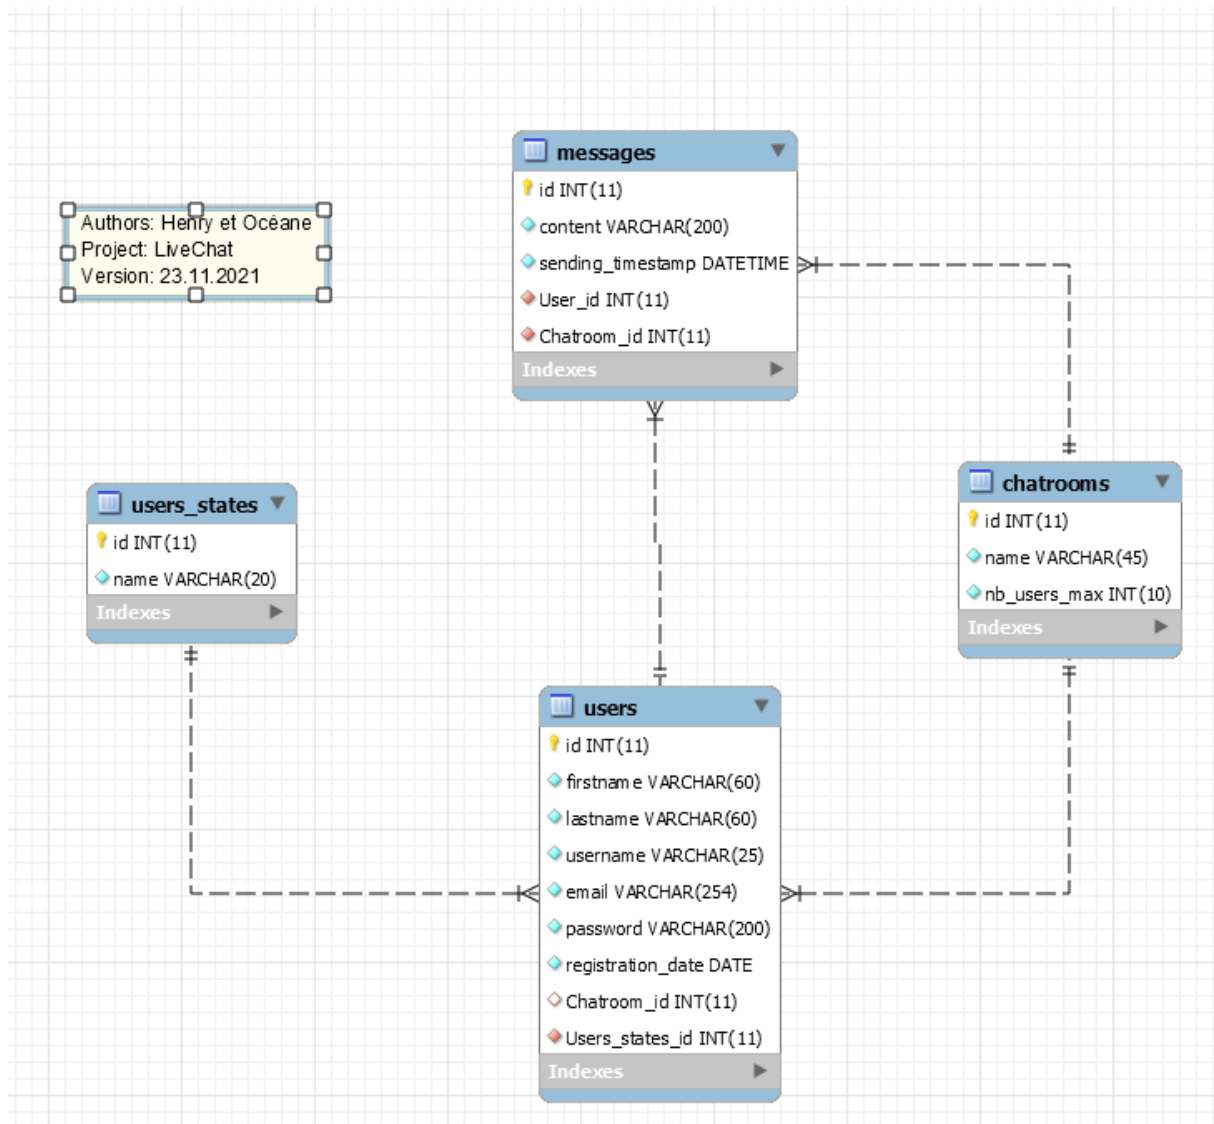 Authors: Henry et Océane
Project: LiveChat
Version: 23.11.2021
messages
id INT(11)
content VARCHAR(200)
sending_timestamp DATETIME
User_id INT(11)
Chatroom_id INT(11)
Indexes
users_states
id INT(11)
name VARCHAR(20)
Indexes
chatrooms
id INT(11)
name VARCHAR(45)
nb_users_max INT(10)
Indexes
users
id INT(11)
firstname VARCHAR(60)
lastname VARCHAR(60)
username VARCHAR(25)
email VARCHAR(254)
password VARCHAR(200)
registration_date DATE
Chatroom_id INT(11)
Users_states_id INT(11)
Indexes